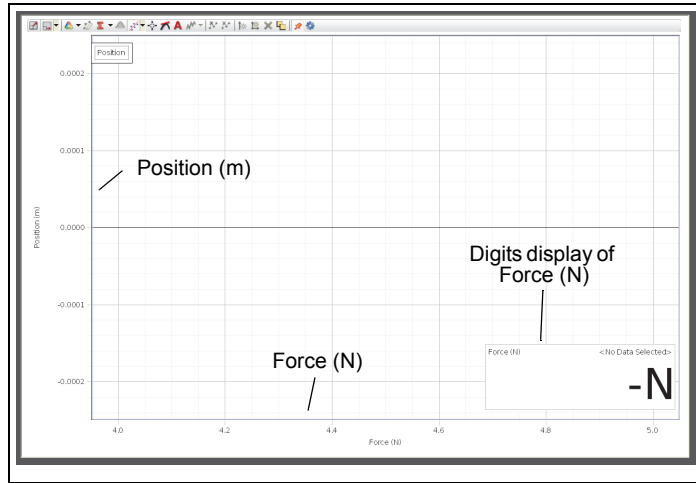 Position
0.0002
0.0001
Position (m)
Position (m)
0.0000
Digits display of
Force (N)
-0.0001
Force (N) <No Data Selected>
-N
Force (N)
-0.0002
4.0 4.2 4.4 4.6 4.8 5.0
Force (N)